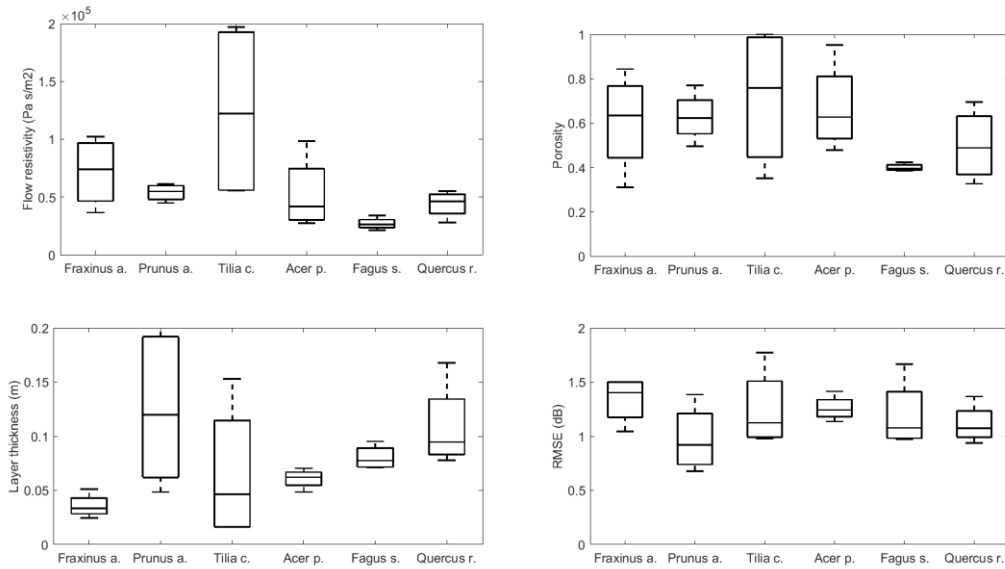 ×10⁵
2
1.5
1
0.5
0
Flow resistivity (Pa s/m2)
Fraxinus a. Prunus a. Tilia c. Acer p. Fagus s. Quercus r.
1
0.8
0.6
0.4
0.2
0
Porosity
Fraxinus a. Prunus a. Tilia c. Acer p. Fagus s. Quercus r.
0.2
0.15
0.1
0.05
0
Layer thickness (m)
Fraxinus a. Prunus a. Tilia c. Acer p. Fagus s. Quercus r.
2
1.5
1
0.5
0
RMSE (dB)
Fraxinus a. Prunus a. Tilia c. Acer p. Fagus s. Quercus r.